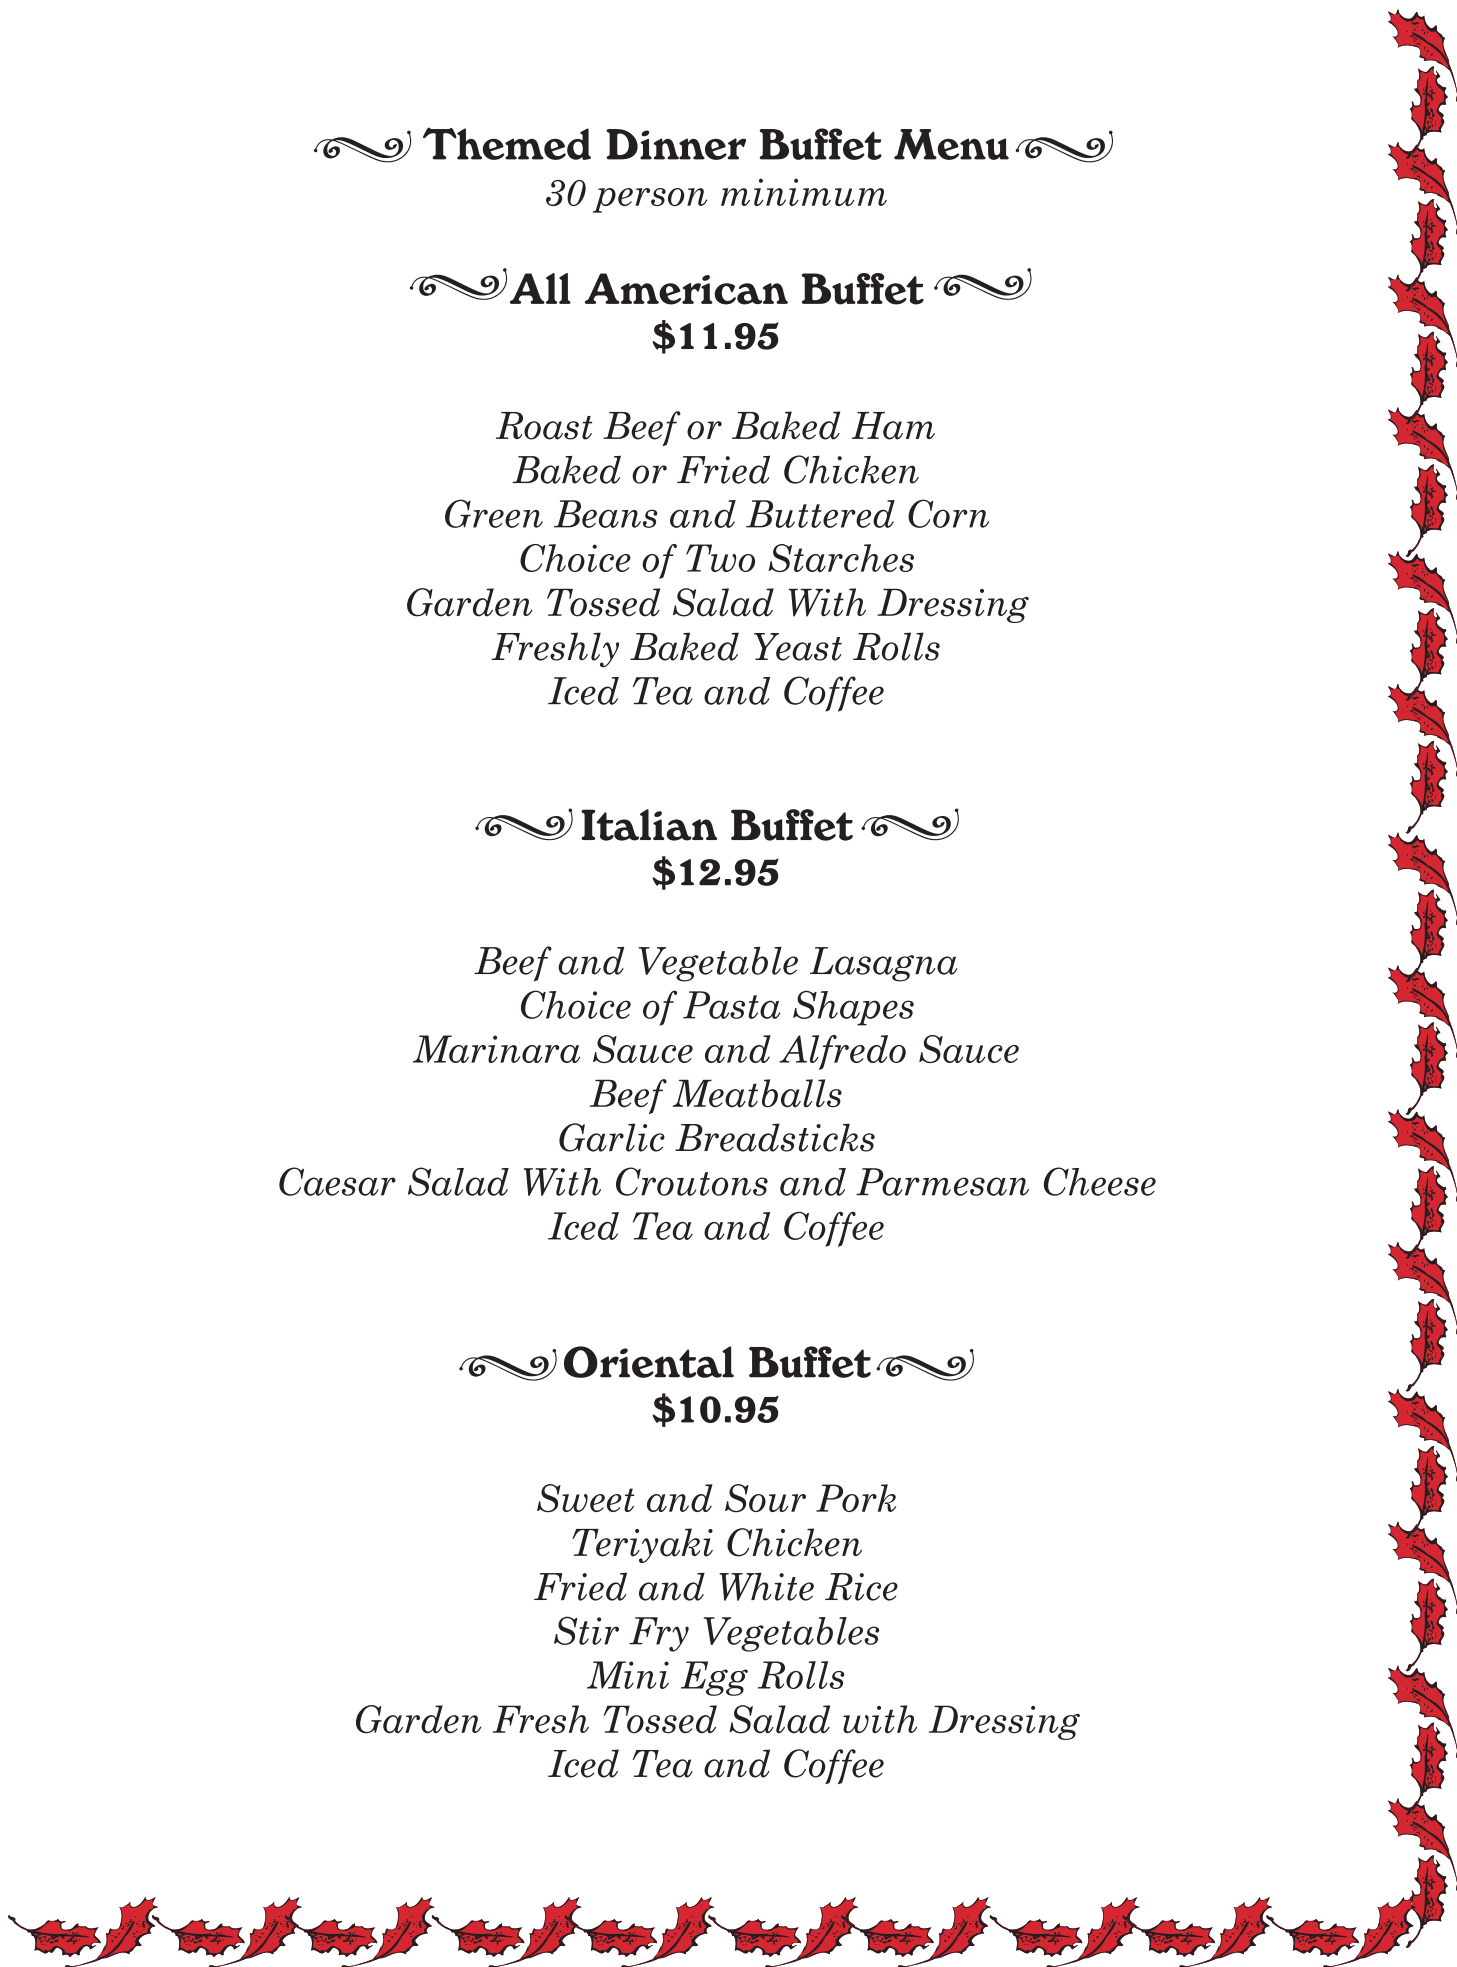 Themed Dinner Buffet Menu
30 person minimum
All American Buffet
$11.95
Roast Beef or Baked Ham
Baked or Fried Chicken
Green Beans and Buttered Corn
Choice of Two Starches
Garden Tossed Salad With Dressing
Freshly Baked Yeast Rolls
Iced Tea and Coffee
Italian Buffet
$12.95
Beef and Vegetable Lasagna
Choice of Pasta Shapes
Marinara Sauce and Alfredo Sauce
Beef Meatballs
Garlic Breadsticks
Caesar Salad With Croutons and Parmesan Cheese
Iced Tea and Coffee
Oriental Buffet
$10.95
Sweet and Sour Pork
Teriyaki Chicken
Fried and White Rice
Stir Fry Vegetables
Mini Egg Rolls
Garden Fresh Tossed Salad with Dressing
Iced Tea and Coffee